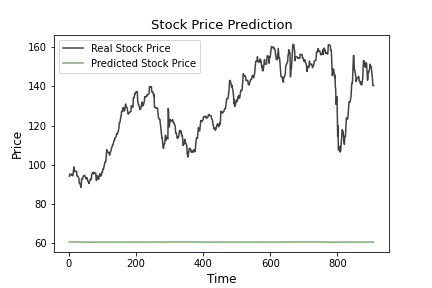 Stock Price Prediction
Real Stock Price
Predicted Stock Price
160
140
120
100
80
60
Price
0 200 400 600 800
Time